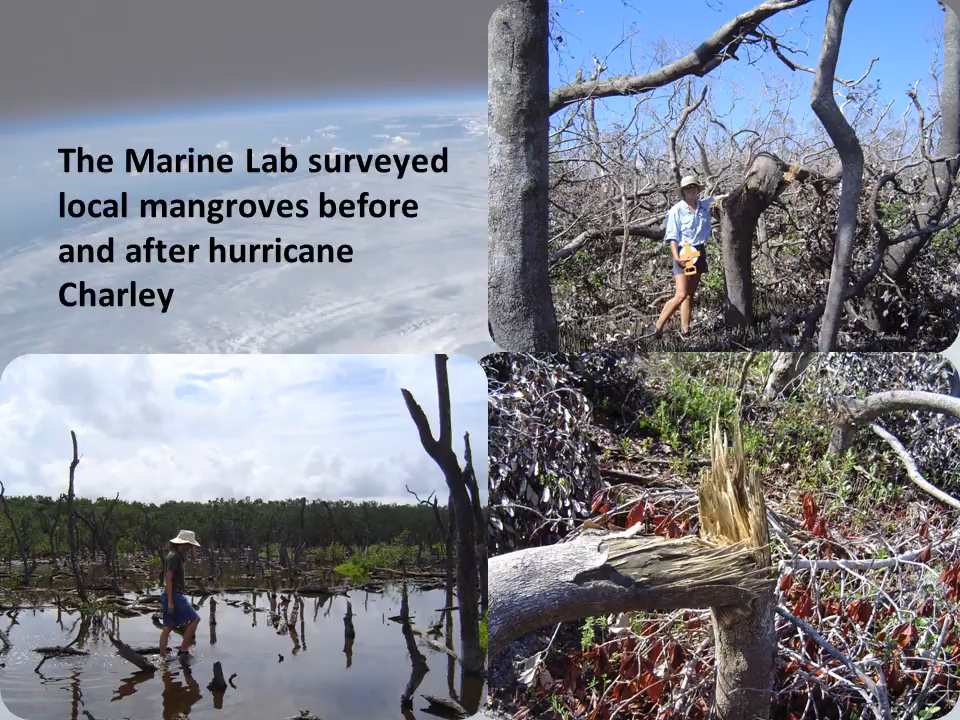 The Marine Lab surveyed
local mangroves before
and after hurricane
Charley